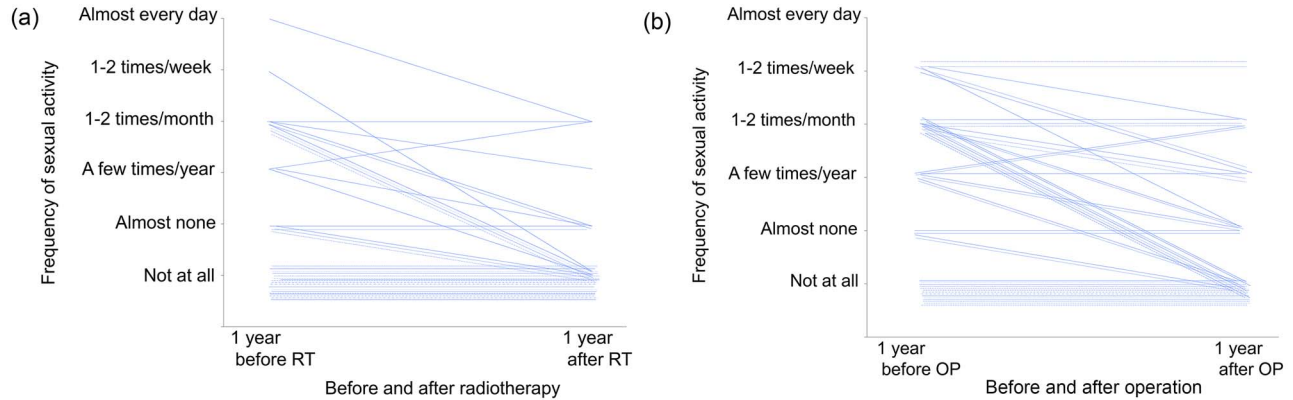 (a)
Frequency of sexual activity
Almost every day
1-2 times/week
1-2 times/month
A few times/year
Almost none
Not at all
1 year
before RT
1 year
after RT
Before and after radiotherapy
(b)
Frequency of sexual activity
Almost every day
1-2 times/week
1-2 times/month
A few times/year
Almost none
Not at all
1 year
before OP
1 year
after OP
Before and after operation